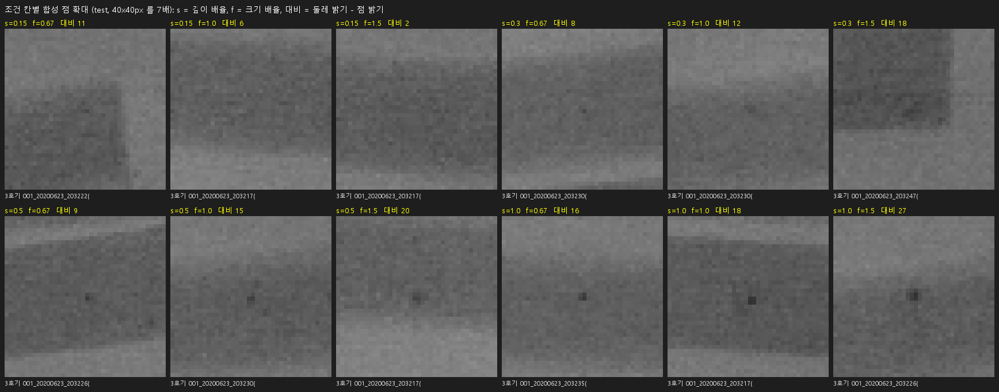 조건 칸별 합성 점 확대 (test, 40x40px 를 7배): s = 깊이 배율, f = 크기 배율, 대비 = 둘레 밝기 - 점 밝기
s=0.15 f=0.67 대비 11
s=0.15 f=1.0 대비 6
s=0.15 f=1.5 대비 2
s=0.3 f=0.67 대비 8
s=0.3 f=1.0 대비 12
s=0.3 f=1.5 대비 18
3호기 001_20200623_203222(
3호기 001_20200623_203217(
3호기 001_20200623_203217(
3호기 001_20200623_203230(
3호기 001_20200623_203230(
3호기 001_20200623_203247(
s=0.5 f=0.67 대비 9
s=0.5 f=1.0 대비 15
s=0.5 f=1.5 대비 20
s=1.0 f=0.67 대비 16
s=1.0 f=1.0 대비 18
s=1.0 f=1.5 대비 27
3호기 001_20200623_203226(
3호기 001_20200623_203230(
3호기 001_20200623_203217(
3호기 001_20200623_203235(
3호기 001_20200623_203217(
3호기 001_20200623_203226(